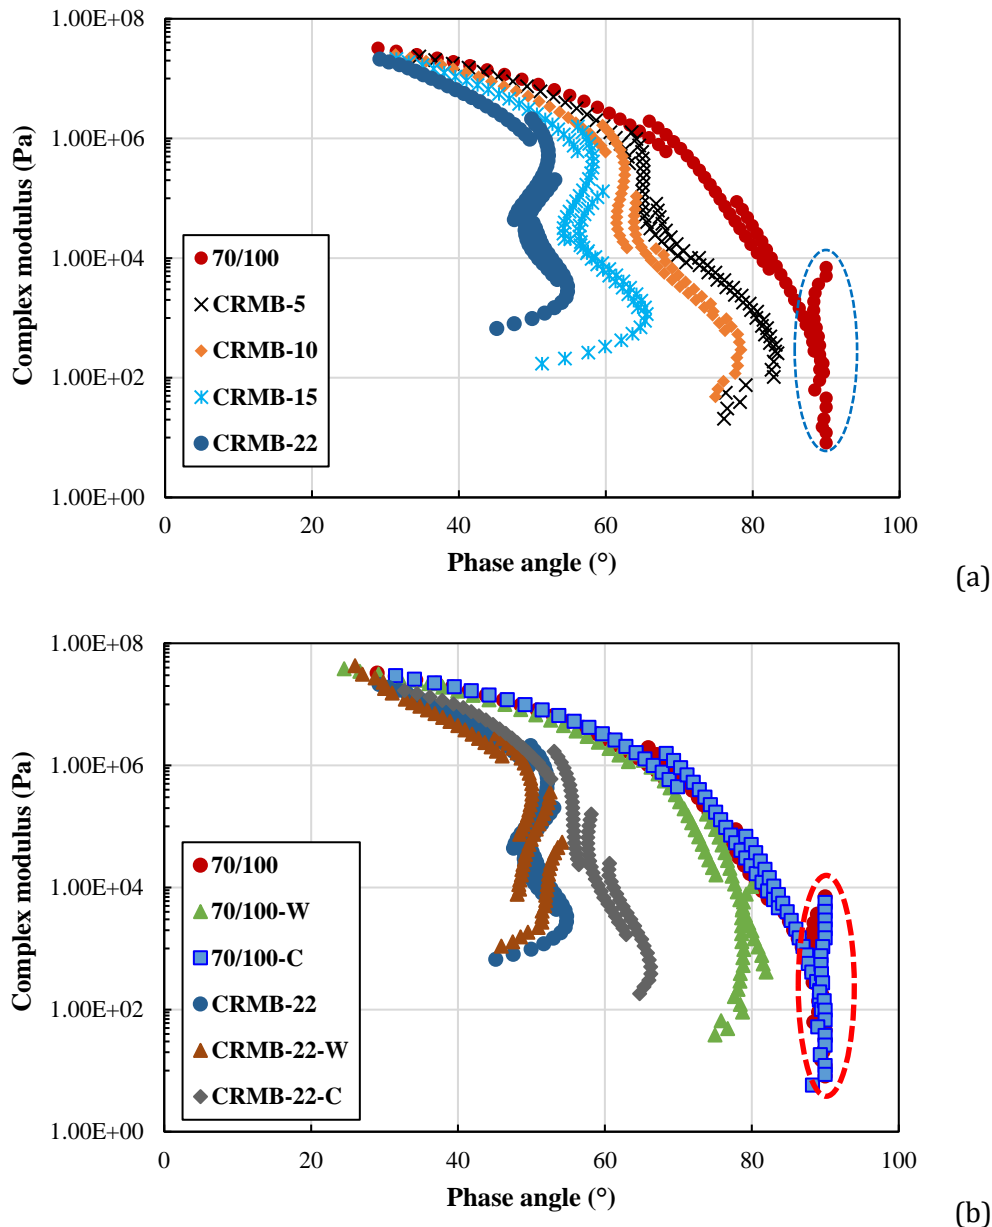 1.00E+08
1.00E+06
1.00E+04
1.00E+02
1.00E+00
Complex modulus (Pa)
70/100
CRMB-5
CRMB-10
CRMB-15
CRMB-22
0 20 40 60 80 100
Phase angle (°)
(a)
1.00E+08
1.00E+06
1.00E+04
1.00E+02
1.00E+00
Complex modulus (Pa)
70/100
70/100-W
70/100-C
CRMB-22
CRMB-22-W
CRMB-22-C
0 20 40 60 80 100
Phase angle (°)
(b)